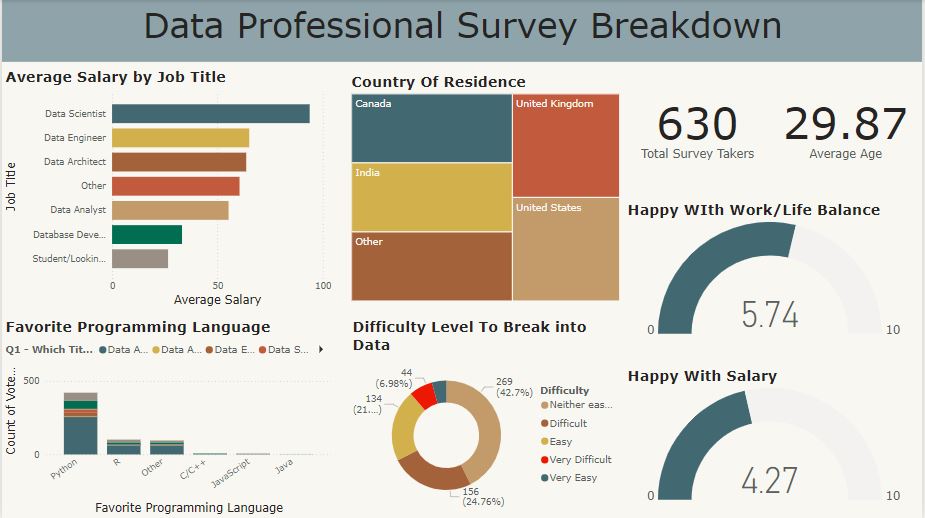 Data Professional Survey Breakdown
Average Salary by Job Title
Job Title
Data Scientist
Data Engineer
Data Architect
Other
Data Analyst
Database Deve...
Student/Lookin...
0
50
100
Average Salary
Country Of Residence
Canada
United Kingdom
India
United States
Other
630
Total Survey Takers
29.87
Average Age
Happy WIth Work/Life Balance
5.74
0
10
Favorite Programming Language
Q1 - Which Tit...
Data A...
Data A...
Data E...
Data S...
Count of Vote...
500
0
Python
R
Other
C/C++
JavaScript
Java
Favorite Programming Language
Difficulty Level To Break into
Data
44
(6.98%)
134
(21....)
269
(42.7%)
156
(24.76%)
Difficulty
Neither eas...
Difficult
Easy
Very Difficult
Very Easy
Happy With Salary
4.27
0
10